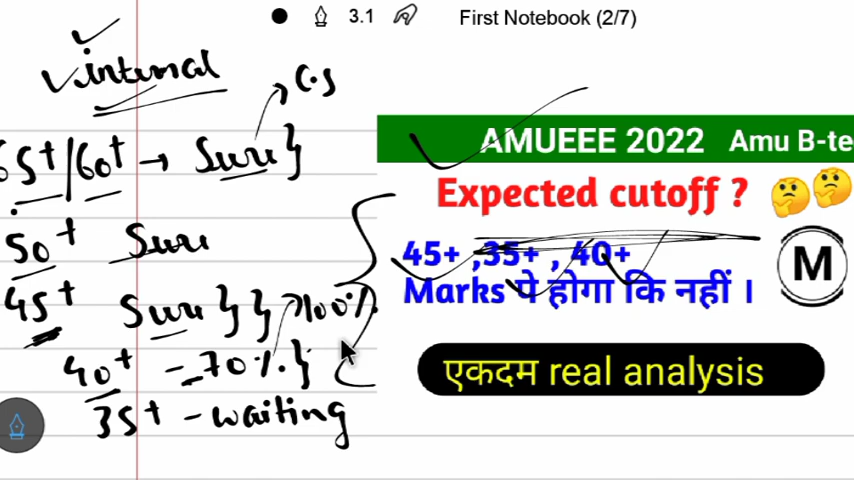 3.1 First Notebook (2/7)
internal
C.S
65+/60+ → Sure}
50+ Sure
45+ Sure}} →100%
40+ - 70%}
35+ - waiting
AMUEEE 2022 Amu B-te
Expected cutoff ? 🤔🤔
45+ ,35+ , 40+
Marks पे होगा कि नहीं ।
M
एकदम real analysis